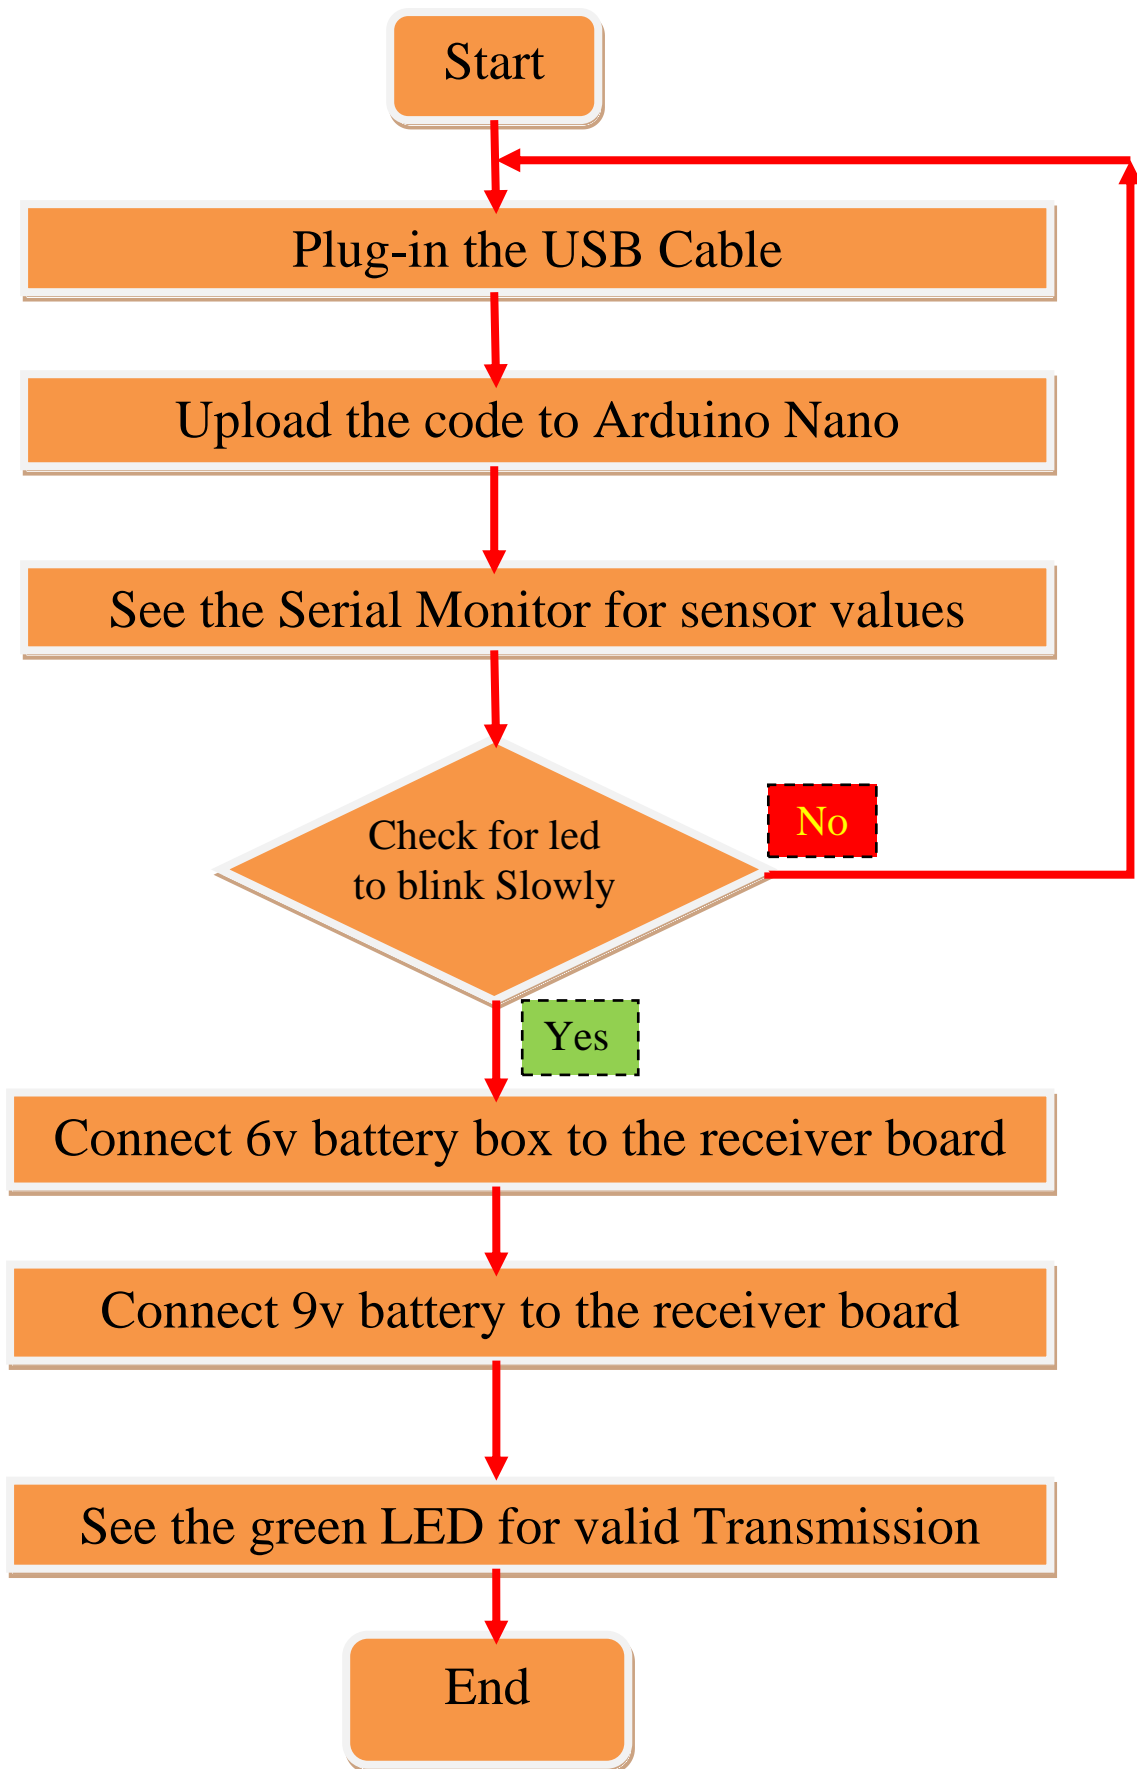 Start
Plug-in the USB Cable
Upload the code to Arduino Nano
See the Serial Monitor for sensor values
Check for led
to blink Slowly
No
Yes
Connect 6v battery box to the receiver board
Connect 9v battery to the receiver board
See the green LED for valid Transmission
End